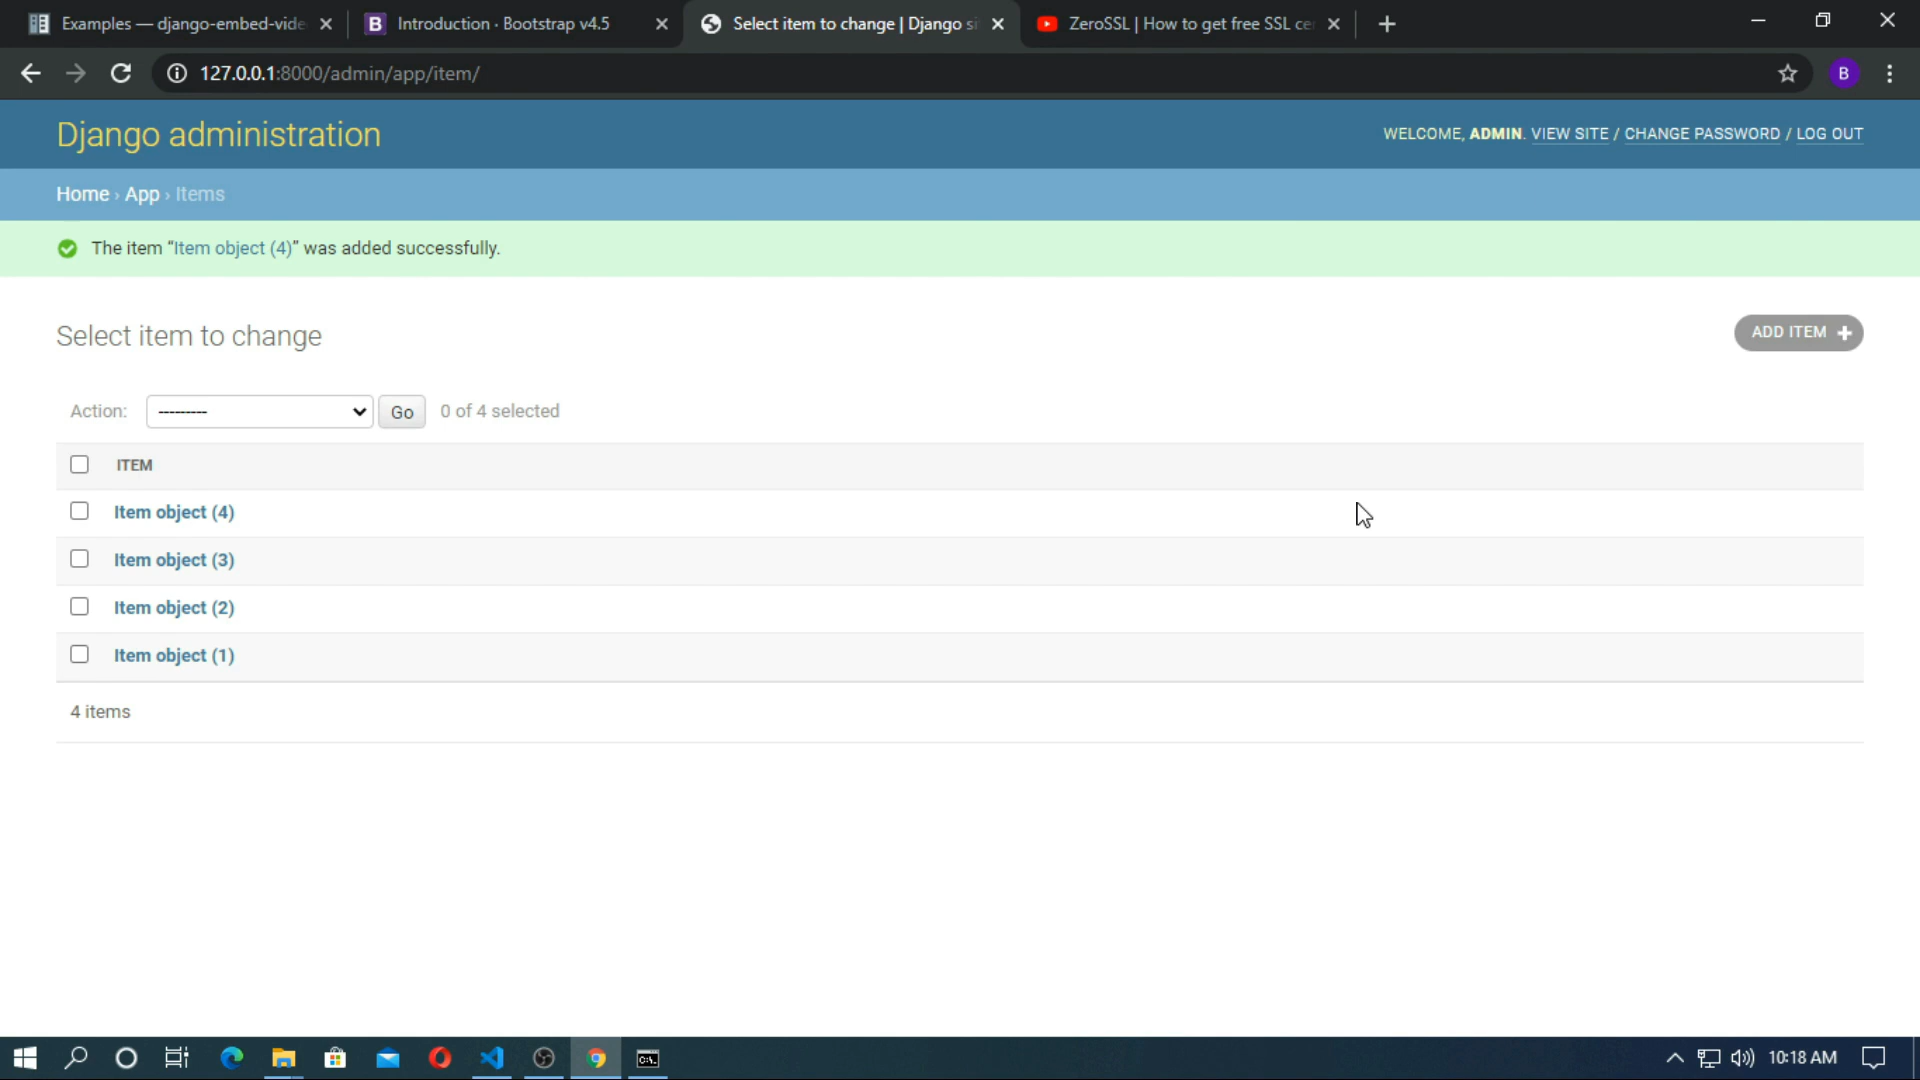 Examples — django-embed-vide
Introduction · Bootstrap v4.5
Select item to change | Django si
ZeroSSL | How to get free SSL ce
127.0.0.1:8000/admin/app/item/
B
Django administration
WELCOME, ADMIN. VIEW SITE / CHANGE PASSWORD / LOG OUT
Home › App › Items
The item “Item object (4)” was added successfully.
Select item to change
ADD ITEM +
Action: --------- Go 0 of 4 selected
ITEM
Item object (4)
Item object (3)
Item object (2)
Item object (1)
4 items
10:18 AM